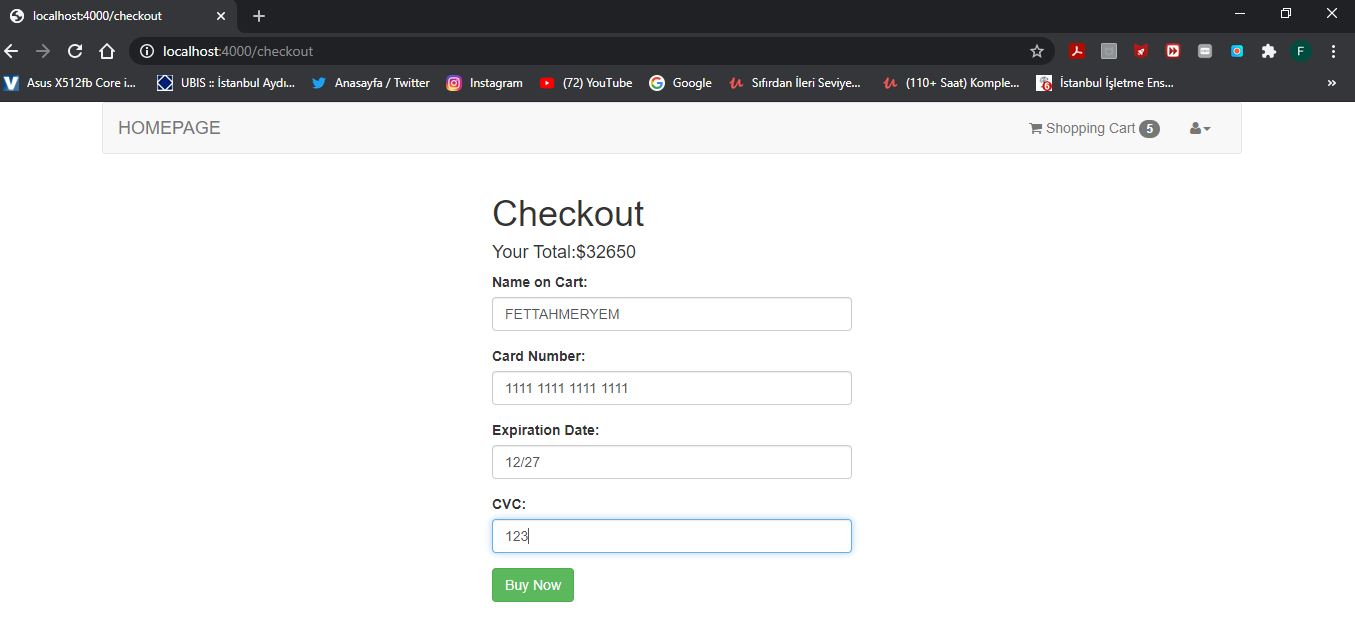 localhost:4000/checkout
localhost:4000/checkout
F
Asus X512fb Core i... UBIS :: İstanbul Aydı... Anasayfa / Twitter Instagram (72) YouTube Google Sıfırdan İleri Seviye... (110+ Saat) Komple... İstanbul İşletme Ens... »
HOMEPAGE Shopping Cart 5
Checkout
Your Total:$32650
Name on Cart:
FETTAHMERYEM
Card Number:
1111 1111 1111 1111
Expiration Date:
12/27
CVC:
123
Buy Now